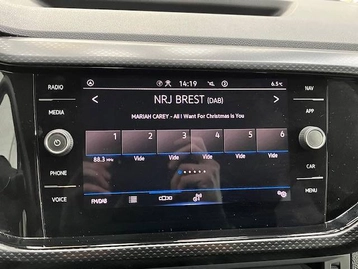 RADIO
MEDIA
PHONE
VOICE
14:19
6.5°C
NRJ BREST (DAB)
MARIAH CAREY - All I Want For Christmas Is You
1 2 3 4 5 6
88.3 MHz Vide Vide Vide Vide Vide
FM/DAB
NAV
APP
CAR
MENU